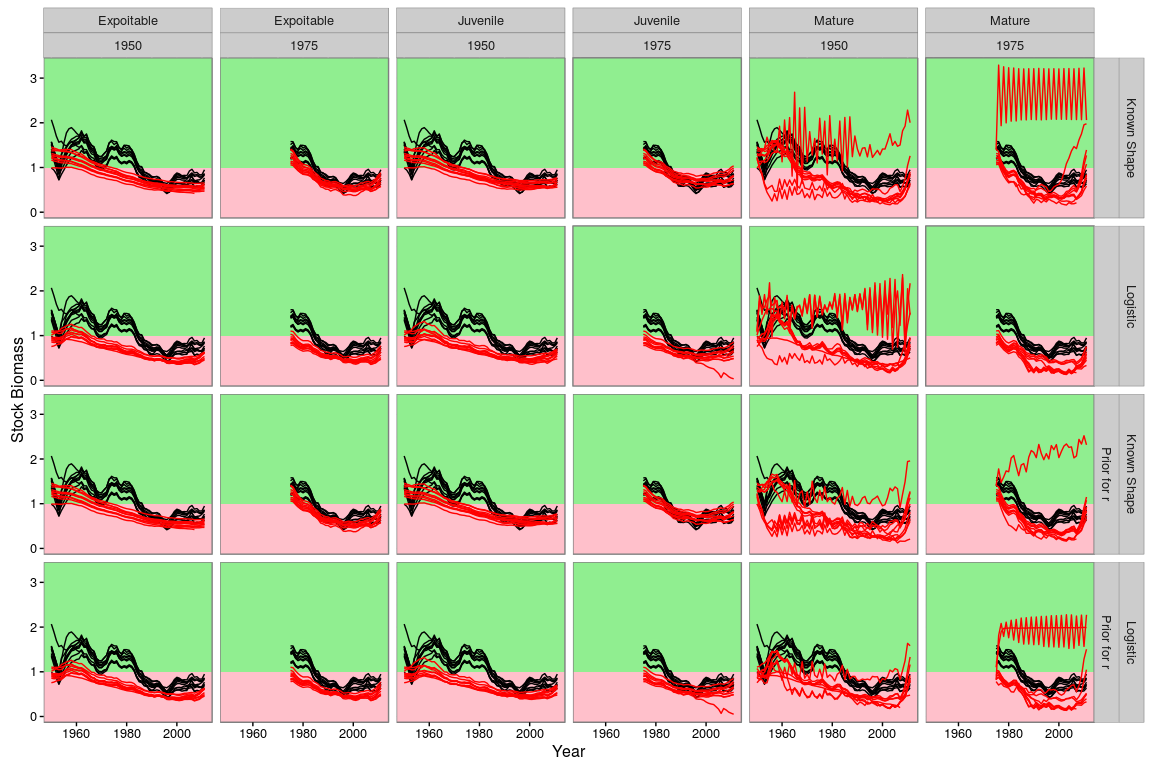 Expoitable
Expoitable
Juvenile
Juvenile
Mature
Mature
1950
1975
1950
1975
1950
1975
3
2
1
0
Known Shape
3
2
1
0
Logistic
3
2
1
0
Prior for r
Known Shape
3
2
1
0
Prior for r
Logistic
Stock Biomass
1960
1980
2000
1960
1980
2000
1960
1980
2000
1960
1980
2000
1960
1980
2000
1960
1980
2000
Year